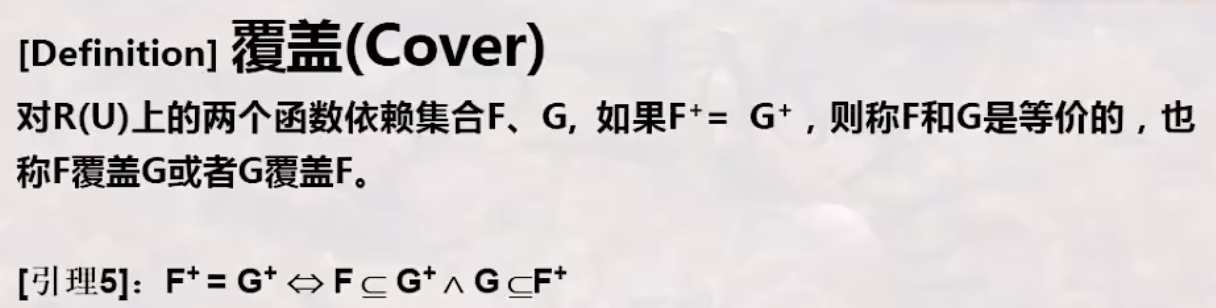 [Definition] 覆盖(Cover)
对R(U)上的两个函数依赖集合F、G, 如果F⁺= G⁺，则称F和G是等价的，也
称F覆盖G或者G覆盖F。
[引理5]：F⁺ = G⁺ ⇔ F ⊆ G⁺ ∧ G ⊆F⁺